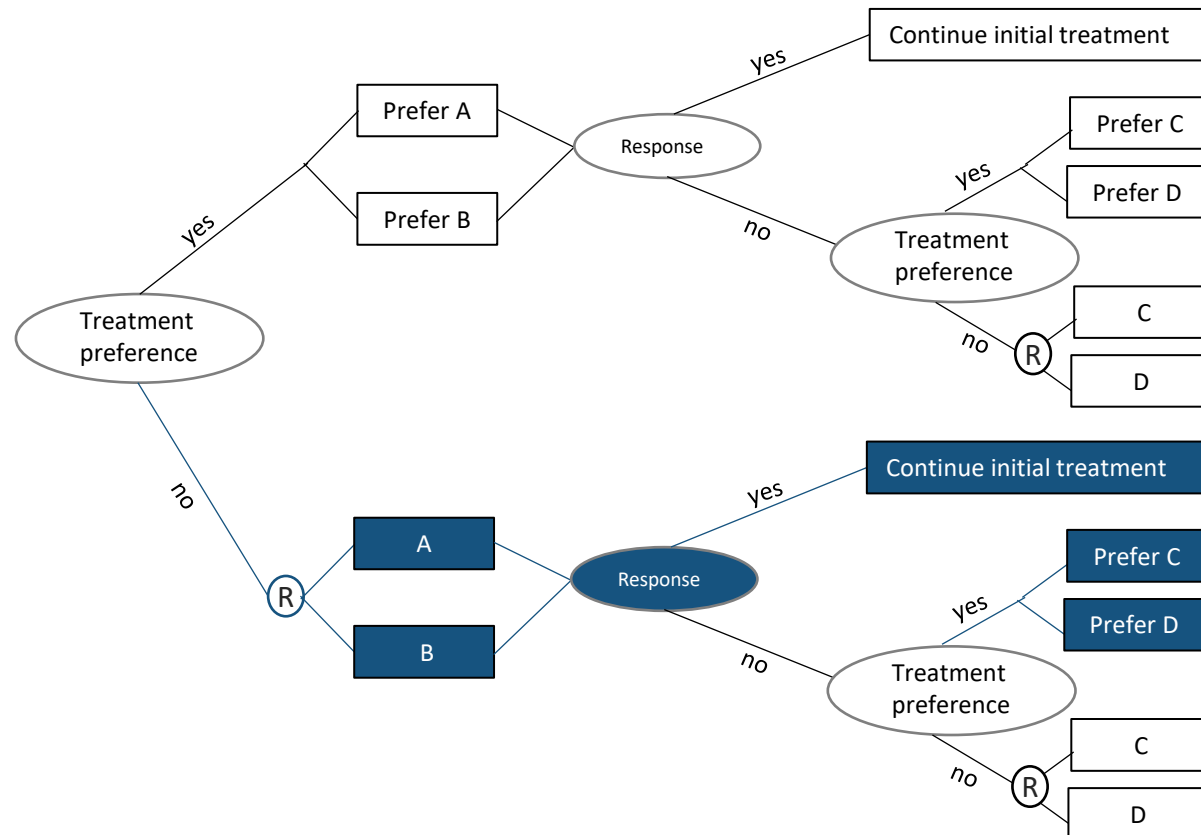 Continue initial treatment
yes
Prefer A
Response
Prefer C
yes
Prefer D
yes
Prefer B
no
Treatment
preference
Treatment
preference
C
no
R
D
Continue initial treatment
yes
no
A
Response
Prefer C
R
yes
Prefer D
B
no
Treatment
preference
C
no
R
D